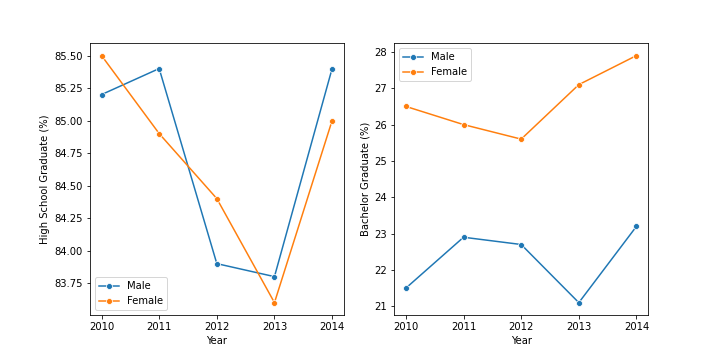 High School Graduate (%)
85.50
85.25
85.00
84.75
84.50
84.25
84.00
83.75
Male
Female
2010 2011 2012 2013 2014
Year
Bachelor Graduate (%)
28
27
26
25
24
23
22
21
Male
Female
2010 2011 2012 2013 2014
Year